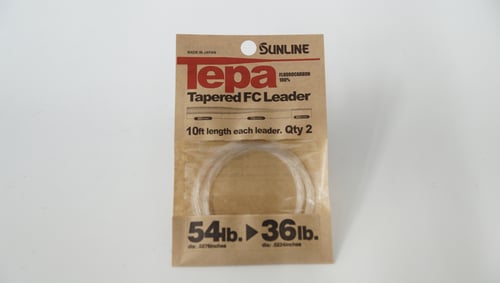 MADE IN JAPAN
SUNLINE
Tepa
FLUOROCARBON
100%
Tapered FC Leader
10ft length each leader. Qty 2
54lb. ▶ 36lb.